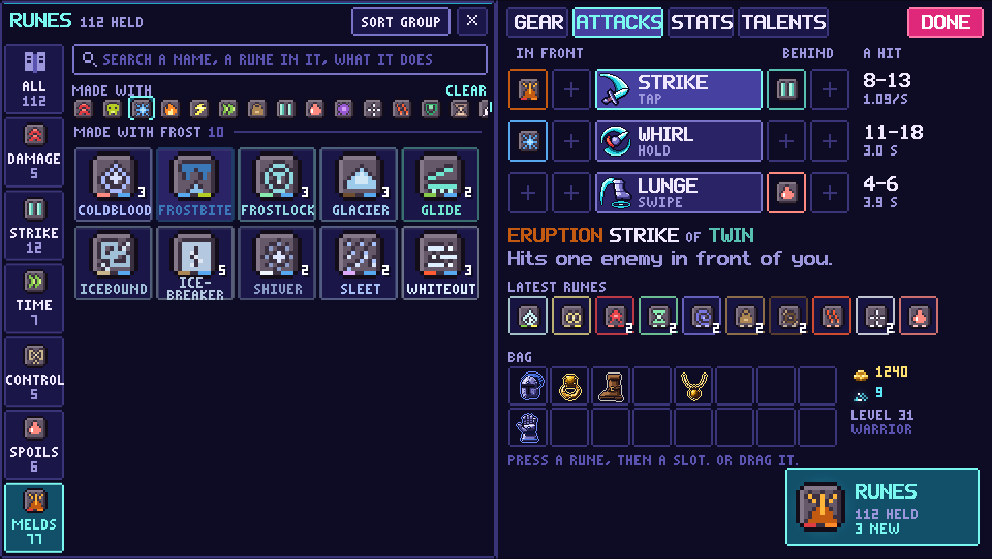 RUNES 112 HELD SORT GROUP X
GEAR ATTACKS STATS TALENTS DONE
SEARCH A NAME, A RUNE IN IT, WHAT IT DOES
ALL
112
DAMAGE
5
STRIKE
12
TIME
7
CONTROL
5
SPOILS
6
MELDS
77
MADE WITH CLEAR
MADE WITH FROST 10
3
COLDBLOOD
FROSTBITE
3
FROSTLOCK
3
GLACIER
2
GLIDE
ICEBOUND
5
ICE-
BREAKER
2
SHIVER
2
SLEET
3
WHITEOUT
IN FRONT BEHIND A HIT
STRIKE
TAP
8-13
1.09/S
WHIRL
HOLD
11-18
3.0 S
LUNGE
SWIPE
4-6
3.9 S
ERUPTION STRIKE OF TWIN
Hits one enemy in front of you.
LATEST RUNES
2 2 2 2 2 2
BAG
1240
9
LEVEL 31
WARRIOR
PRESS A RUNE, THEN A SLOT. OR DRAG IT.
RUNES
112 HELD
3 NEW